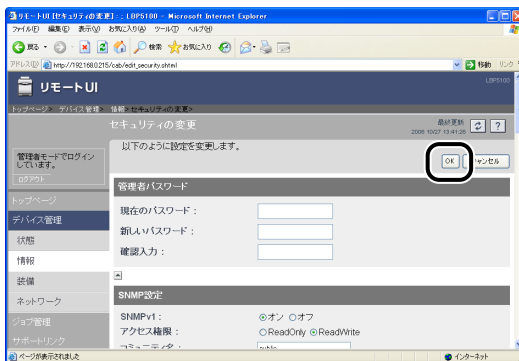 リモートUI [セキュリティの変更] : ; LBP5100 - Microsoft Internet Explorer
ファイル(F) 編集(E) 表示(V) お気に入り(A) ツール(T) ヘルプ(H)
戻る 検索 お気に入り
アドレス(D) http://192.168.0.215/cab/edit_security.shtml 移動 リンク
リモートUI LBP5100
トップページ> デバイス管理> 情報> セキュリティの変更>
セキュリティの変更 最終更新
2006 10/27 13:41:28
管理者モードでログイン
しています。
ログアウト
以下のように設定を変更します。
OK
トップページ
デバイス管理
状態
情報
装備
ネットワーク
ジョブ管理
サポートリンク
管理者パスワード
現在のパスワード:
新しいパスワード:
確認入力:
SNMP設定
SNMPv1: オン オフ
アクセス権限: ReadOnly ReadWrite
ページが表示されました インターネット